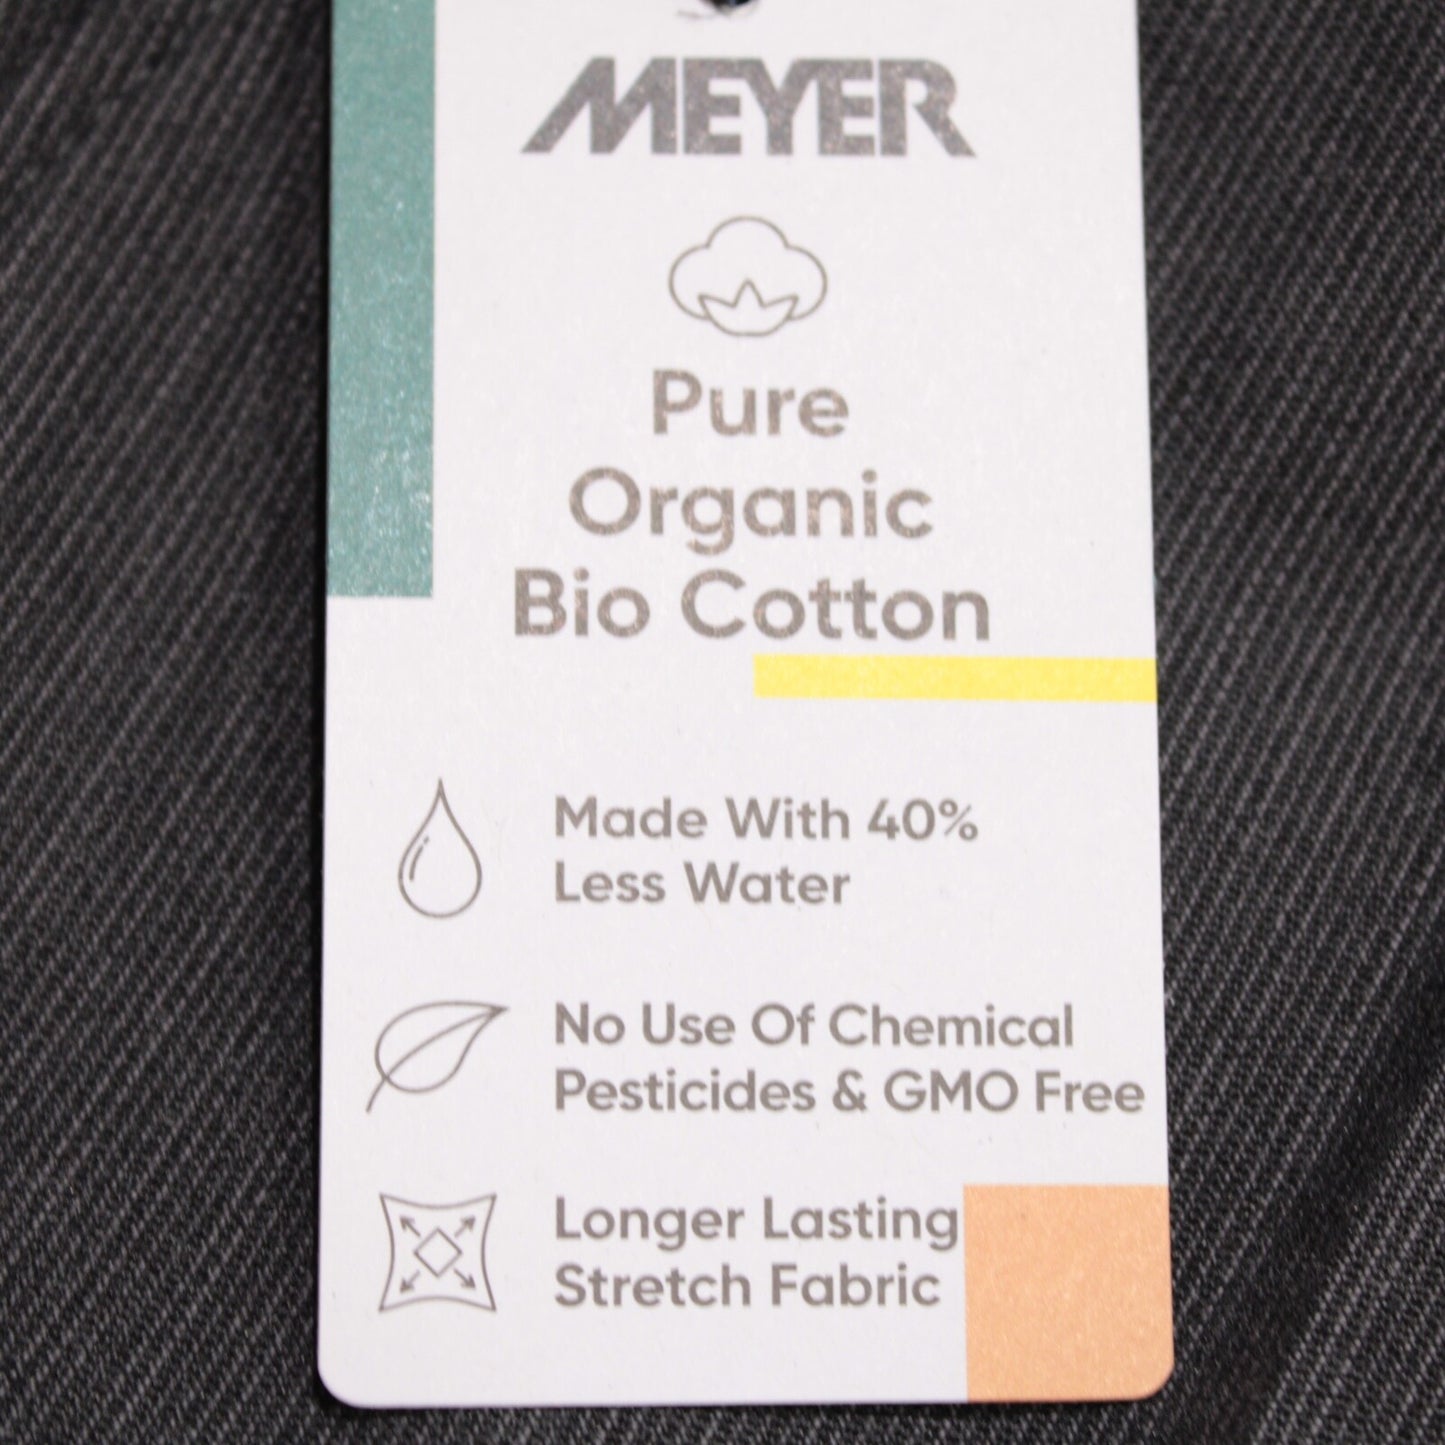 MEYER
Pure
Organic
Bio Cotton
Made With 40%
Less Water
No Use Of Chemical
Pesticides & GMO Free
Longer Lasting
Stretch Fabric